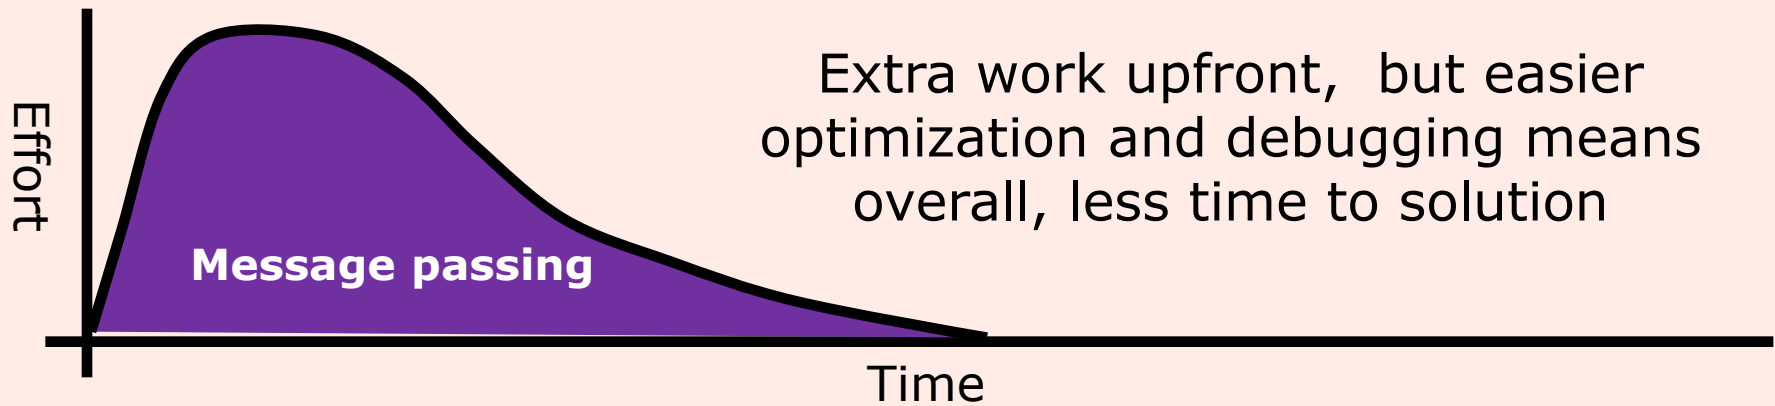 Effort
Extra work upfront,  but easier
optimization and debugging means
overall, less time to solution
Message passing
Time